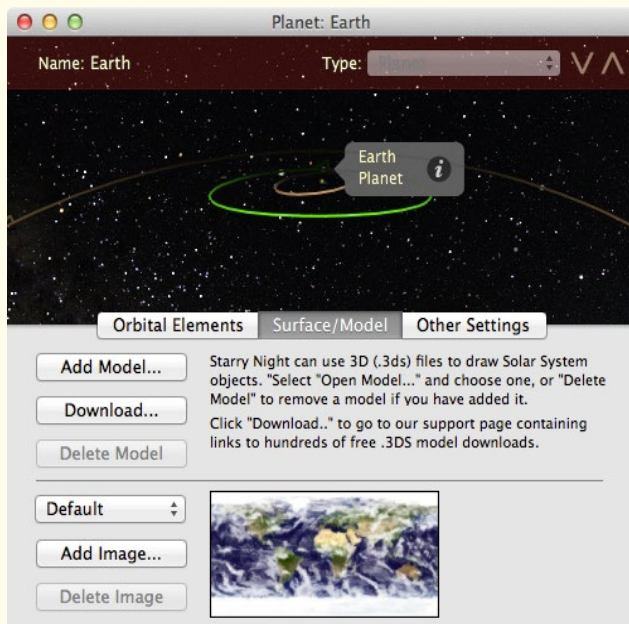 Planet: Earth
Name: Earth
Type: Planet
Earth
Planet
i
Orbital Elements
Surface/Model
Other Settings
Add Model...
Download...
Delete Model
Starry Night can use 3D (.3ds) files to draw Solar System
objects. "Select "Open Model..." and choose one, or "Delete
Model" to remove a model if you have added it.
Click "Download.." to go to our support page containing
links to hundreds of free .3DS model downloads.
Default
Add Image...
Delete Image